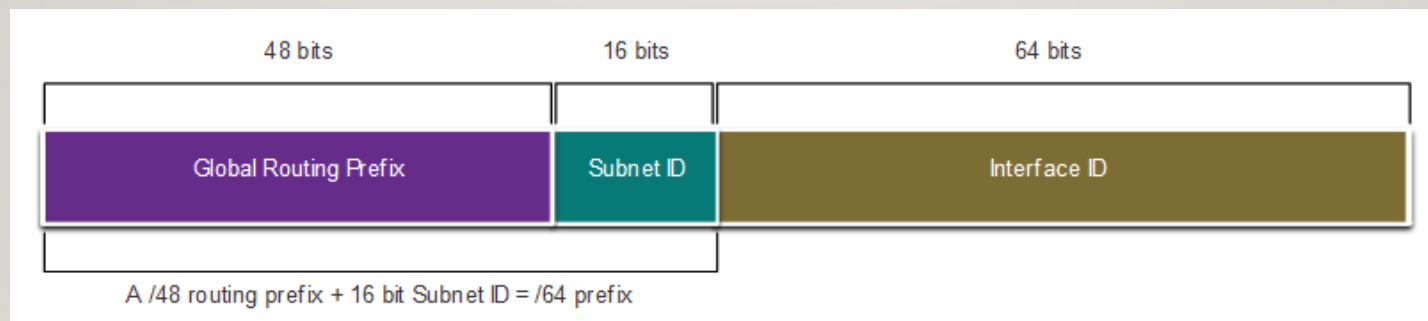 48 bits
16 bits
64 bits
Global Routing Prefix
Subnet ID
Interface ID
A /48 routing prefix + 16 bit Subnet ID = /64 prefix